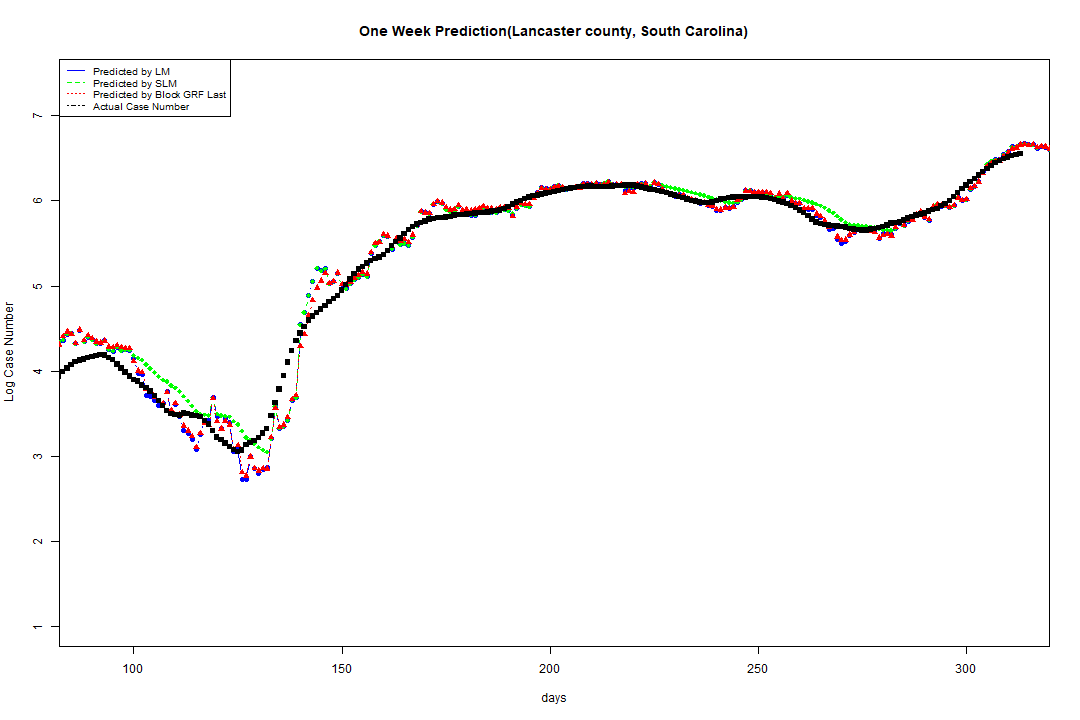 One Week Prediction(Lancaster county, South Carolina)
Predicted by LM
Predicted by SLM
Predicted by Block GRF Last
Actual Case Number
7
6
5
4
3
2
1
Log Case Number
100 150 200 250 300
days